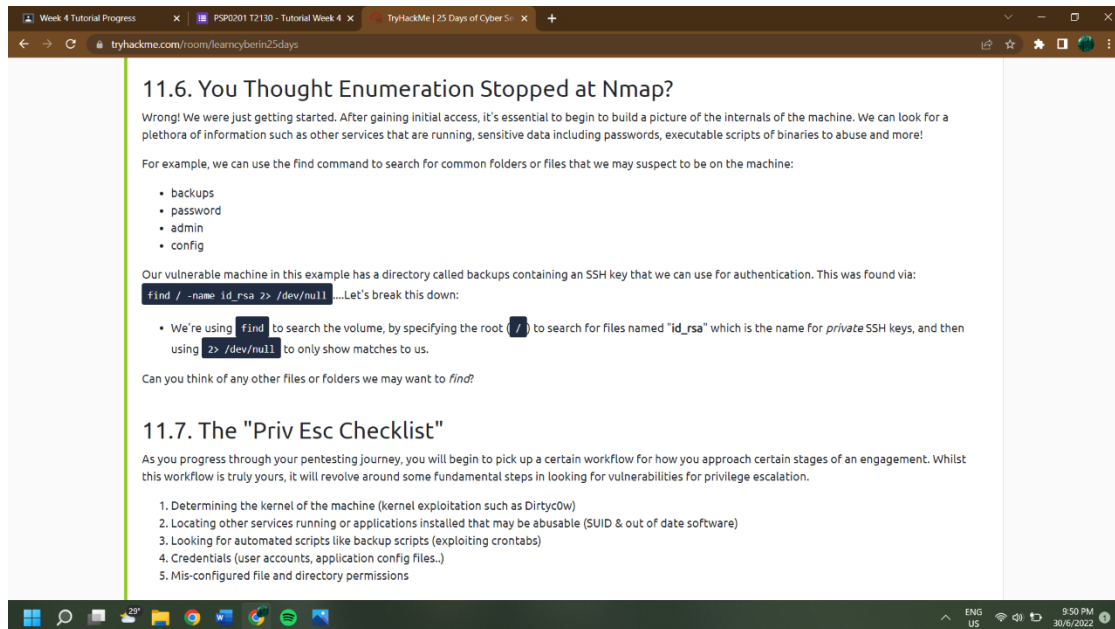 Week 4 Tutorial Progress
PSP0201 T2130 - Tutorial Week 4
TryHackMe | 25 Days of Cyber Se
tryhackme.com/room/learncyberin25days
11.6. You Thought Enumeration Stopped at Nmap?
Wrong! We were just getting started. After gaining initial access, it's essential to begin to build a picture of the internals of the machine. We can look for a
plethora of information such as other services that are running, sensitive data including passwords, executable scripts of binaries to abuse and more!
For example, we can use the find command to search for common folders or files that we may suspect to be on the machine:
• backups
• password
• admin
• config
Our vulnerable machine in this example has a directory called backups containing an SSH key that we can use for authentication. This was found via:
find / -name id_rsa 2> /dev/null ....Let's break this down:
• We're using find to search the volume, by specifying the root ( / ) to search for files named "id_rsa" which is the name for private SSH keys, and then
using 2> /dev/null to only show matches to us.
Can you think of any other files or folders we may want to find?
11.7. The "Priv Esc Checklist"
As you progress through your pentesting journey, you will begin to pick up a certain workflow for how you approach certain stages of an engagement. Whilst
this workflow is truly yours, it will revolve around some fundamental steps in looking for vulnerabilities for privilege escalation.
1. Determining the kernel of the machine (kernel exploitation such as Dirtyc0w)
2. Locating other services running or applications installed that may be abusable (SUID & out of date software)
3. Looking for automated scripts like backup scripts (exploiting crontabs)
4. Credentials (user accounts, application config files..)
5. Mis-configured file and directory permissions
29°
ENG
US
9:50 PM
30/6/2022
1